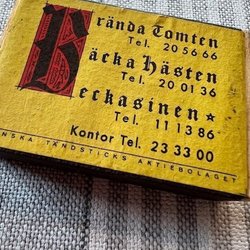 Brända Tomten
Tel. 20 56 66
Bäcka Hästen
Tel. 20 01 36
Beckasinen ★
Tel. 11 13 86
Kontor Tel. 23 33 00
NSKA TÄNDSTICKS AKTIEBOLAGET